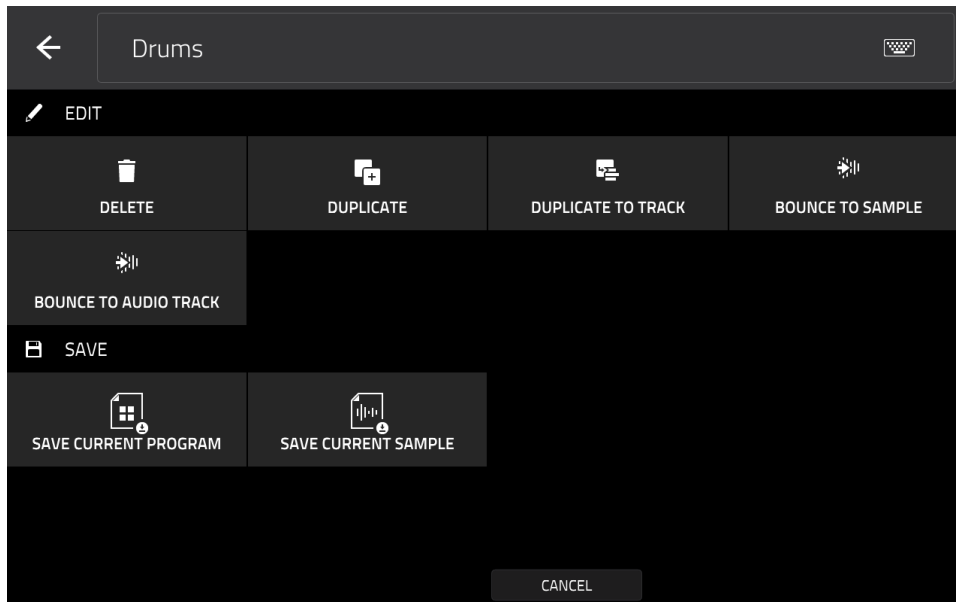 Drums
EDIT
DELETE
DUPLICATE
DUPLICATE TO TRACK
BOUNCE TO SAMPLE
BOUNCE TO AUDIO TRACK
SAVE
SAVE CURRENT PROGRAM
SAVE CURRENT SAMPLE
CANCEL